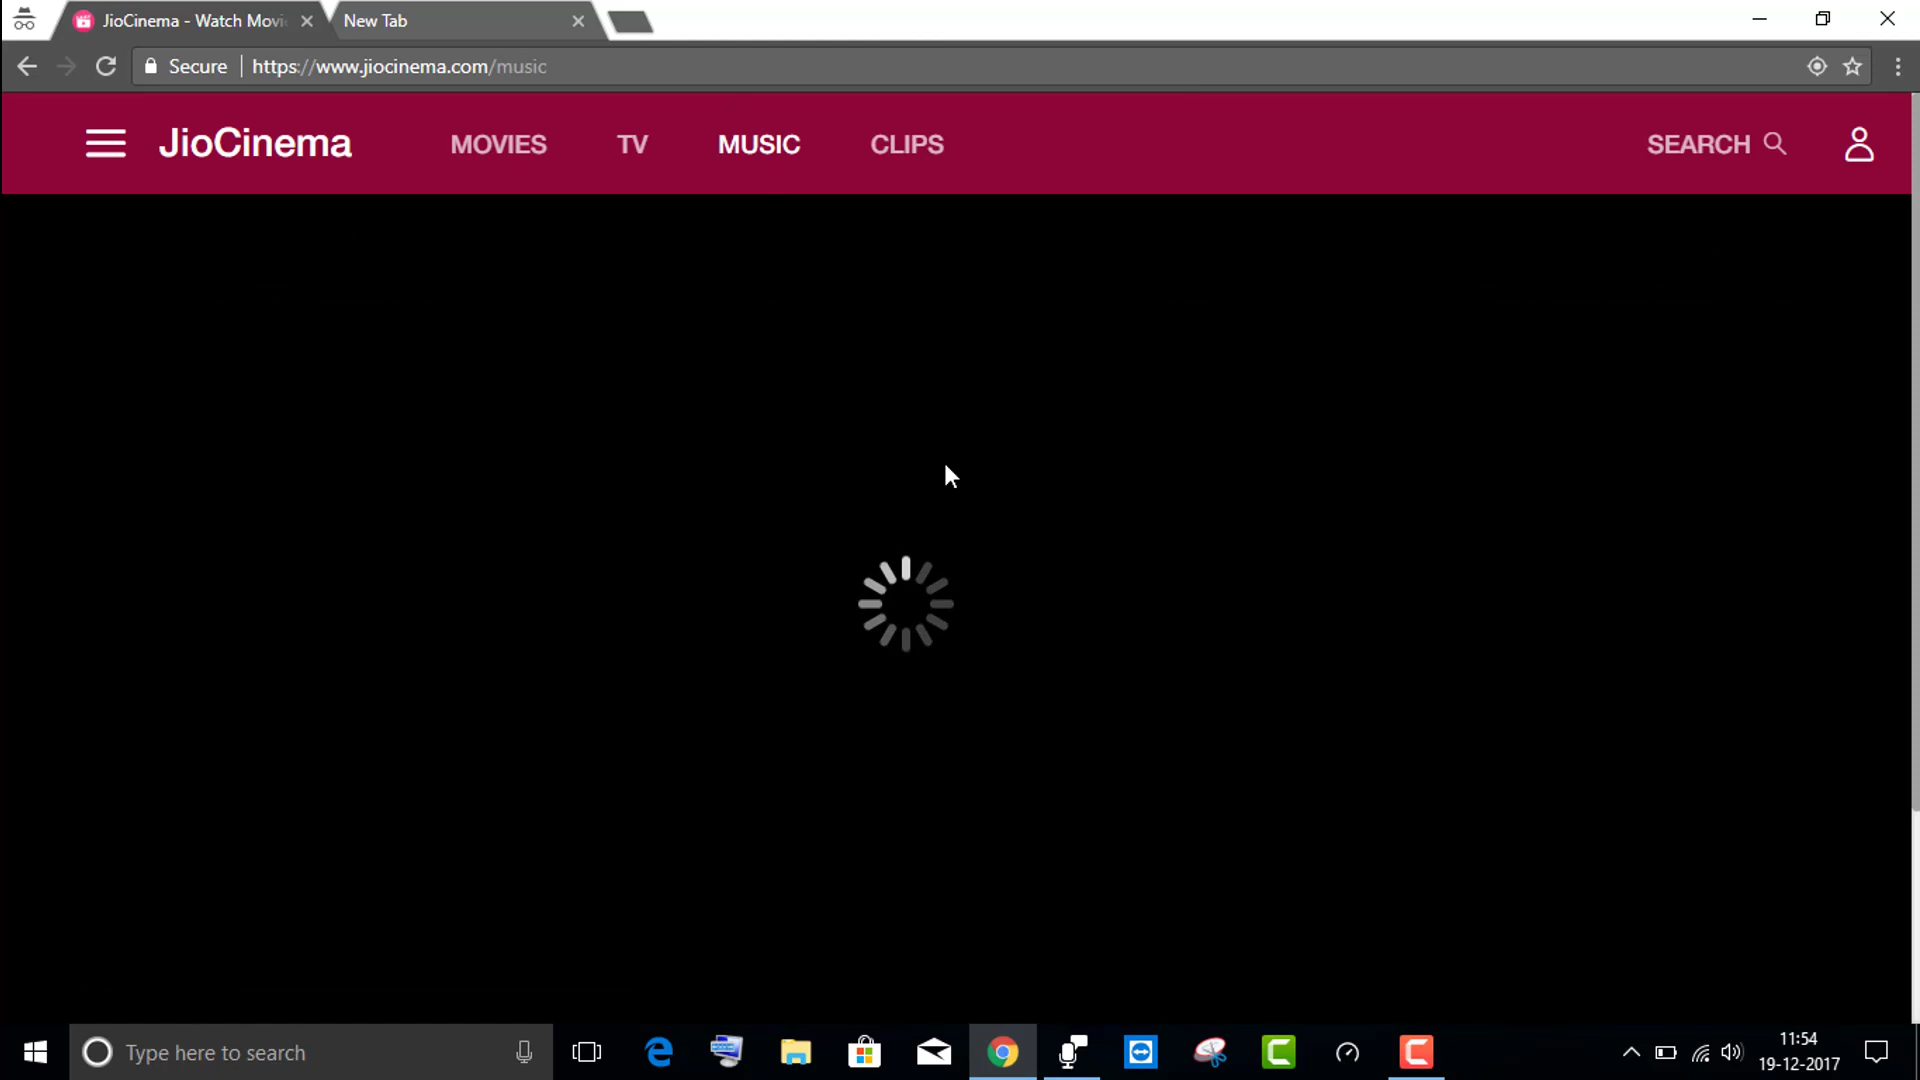 JioCinema - Watch Movi
New Tab
Secure
https://www.jiocinema.com/music
JioCinema
MOVIES
TV
MUSIC
CLIPS
SEARCH
Type here to search
11:54
19-12-2017